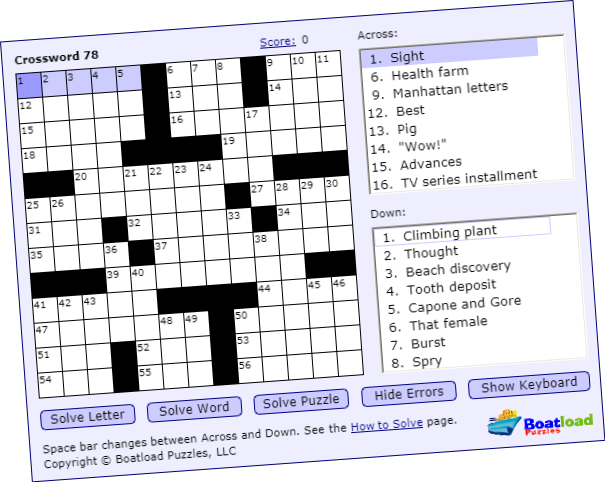 Crossword 78
Score: 0
1 2 3 4 5 6 7 8 9 10 11
12 13 14
15 16 17
18 19
20 21 22 23 24
25 26 27 28 29 30
31 32 33 34
35 36 37 38
39 40
41 42 43 44 45 46
47 48 49 50
51 52 53
54 55 56
Across:
1. Sight
6. Health farm
9. Manhattan letters
12. Best
13. Pig
14. "Wow!"
15. Advances
16. TV series installment
Down:
1. Climbing plant
2. Thought
3. Beach discovery
4. Tooth deposit
5. Capone and Gore
6. That female
7. Burst
8. Spry
Solve Letter Solve Word Solve Puzzle Hide Errors Show Keyboard
Space bar changes between Across and Down. See the How to Solve page.
Copyright © Boatload Puzzles, LLC
Boatload
Puzzles